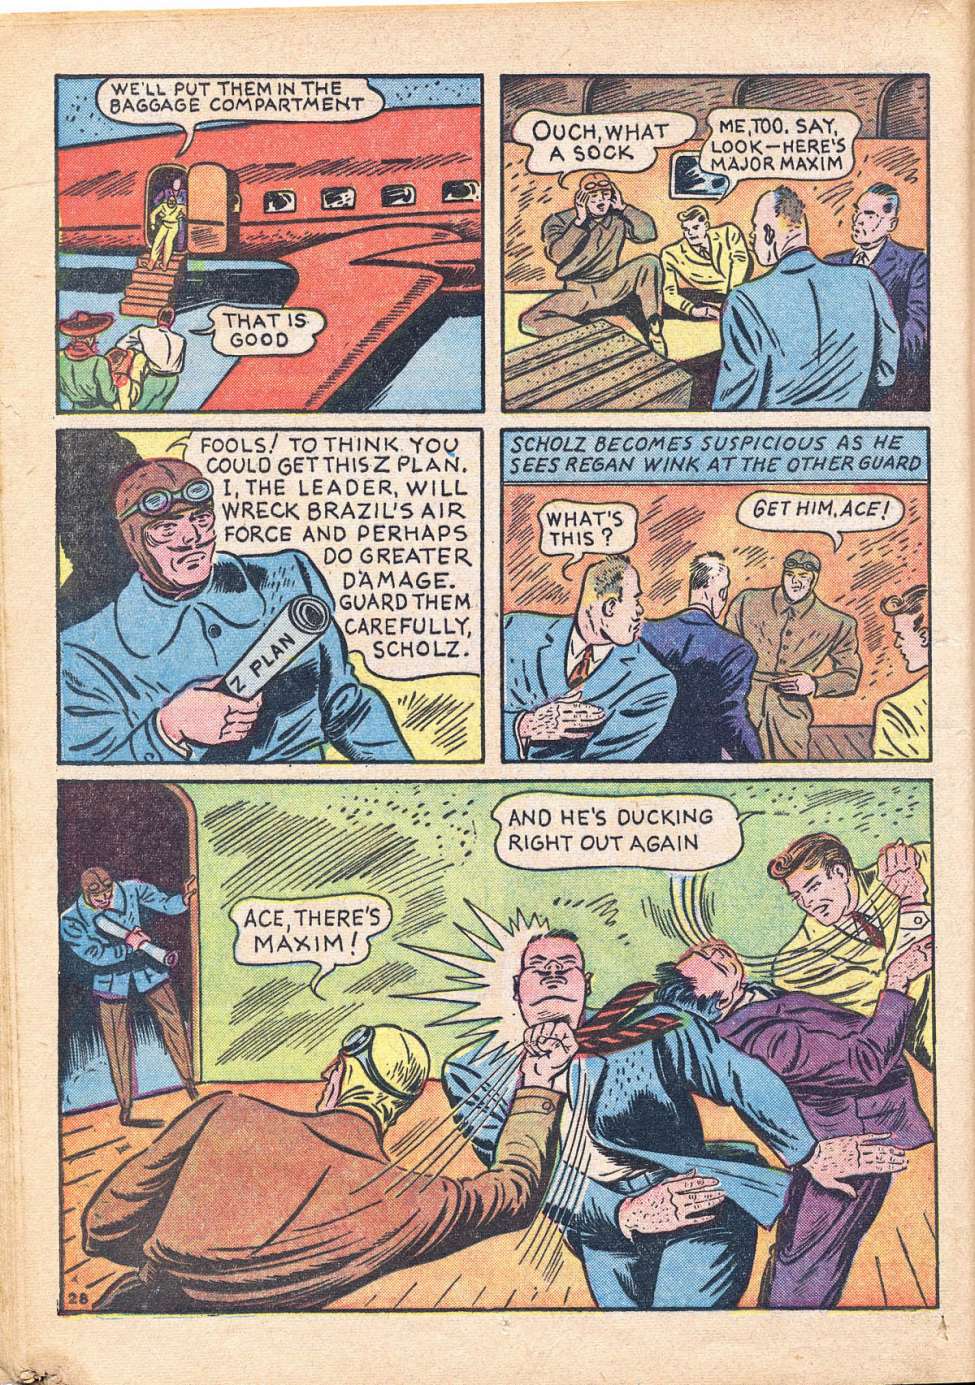 WE'LL PUT THEM IN THE
BAGGAGE COMPARTMENT
THAT IS
GOOD
OUCH, WHAT
A SOCK
ME, TOO. SAY,
LOOK—HERE'S
MAJOR MAXIM
FOOLS! TO THINK YOU
COULD GET THIS Z PLAN.
I, THE LEADER, WILL
WRECK BRAZIL'S AIR
FORCE AND PERHAPS
DO GREATER
DAMAGE.
GUARD THEM
CAREFULLY,
SCHOLZ.
Z PLAN
SCHOLZ BECOMES SUSPICIOUS AS HE
SEES REGAN WINK AT THE OTHER GUARD
WHAT'S
THIS?
GET HIM, ACE!
AND HE'S DUCKING
RIGHT OUT AGAIN
ACE, THERE'S
MAXIM!
28